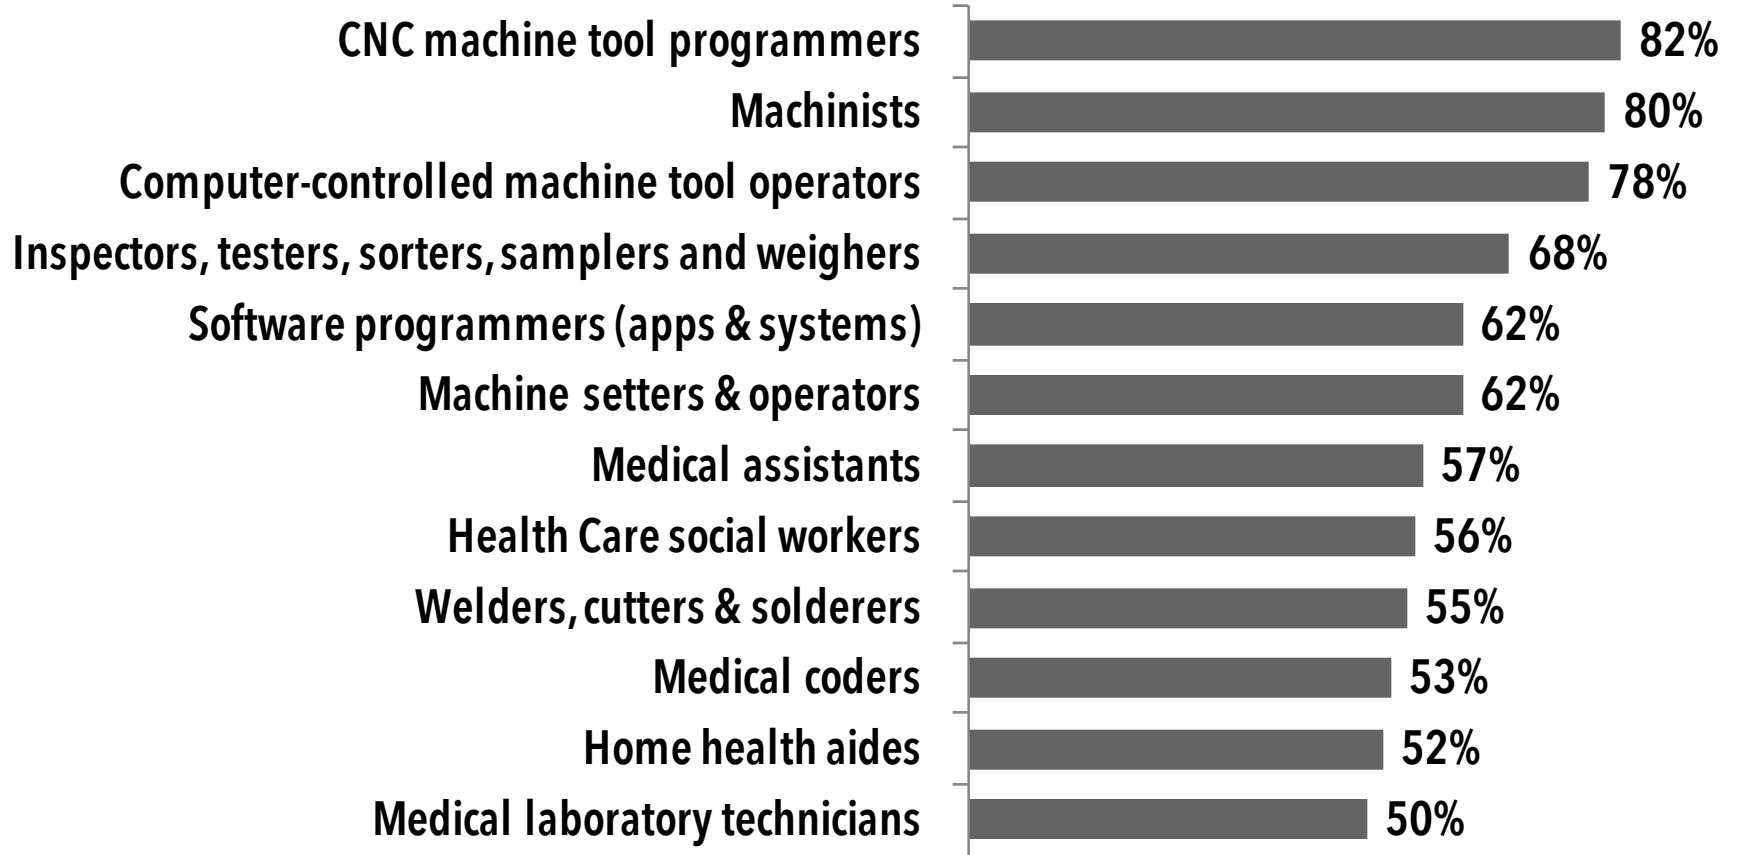 CNC machine tool programmers 82%
Machinists 80%
Computer-controlled machine tool operators 78%
Inspectors, testers, sorters, samplers and weighers 68%
Software programmers (apps & systems) 62%
Machine setters & operators 62%
Medical assistants 57%
Health Care social workers 56%
Welders, cutters & solderers 55%
Medical coders 53%
Home health aides 52%
Medical laboratory technicians 50%